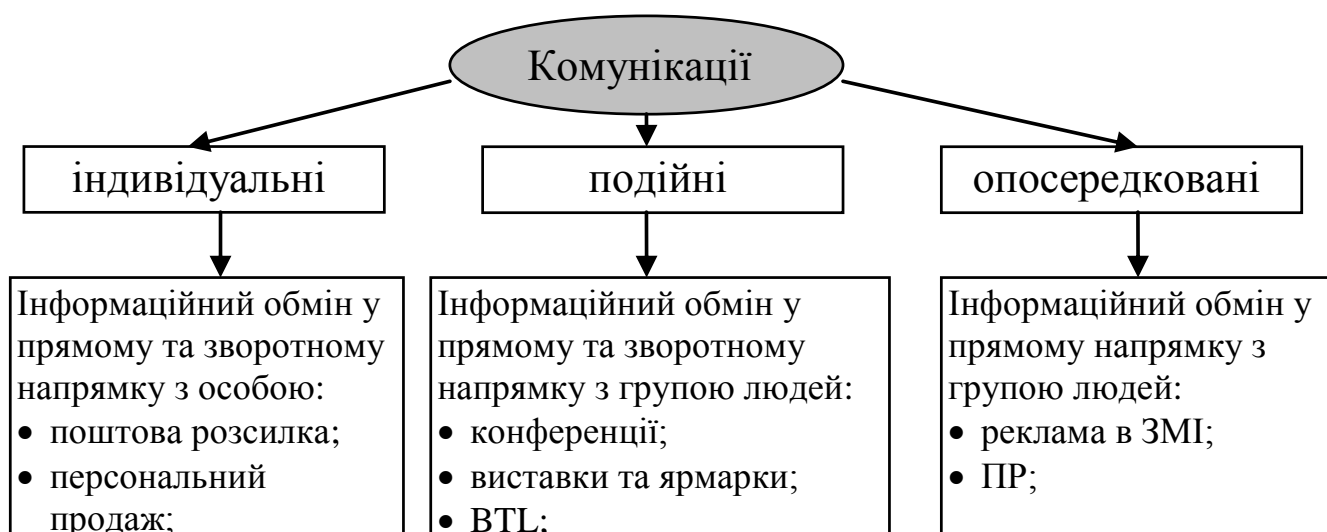 Комунікації
індивідуальні
подійні
опосередковані
Інформаційний обмін у
прямому та зворотному
напрямку з особою:
• поштова розсилка;
• персональний
продаж;
Інформаційний обмін у
прямому та зворотному
напрямку з групою людей:
• конференції;
• виставки та ярмарки;
• BTL;
Інформаційний обмін у
прямому напрямку з
групою людей:
• реклама в ЗМІ;
• ПР;